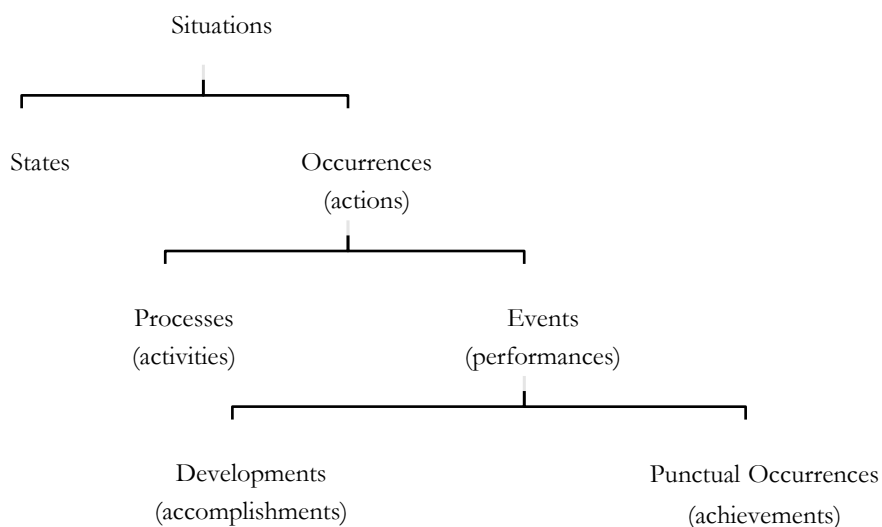 Situations
States
Occurrences
(actions)
Processes
(activities)
Events
(performances)
Developments
(accomplishments)
Punctual Occurrences
(achievements)